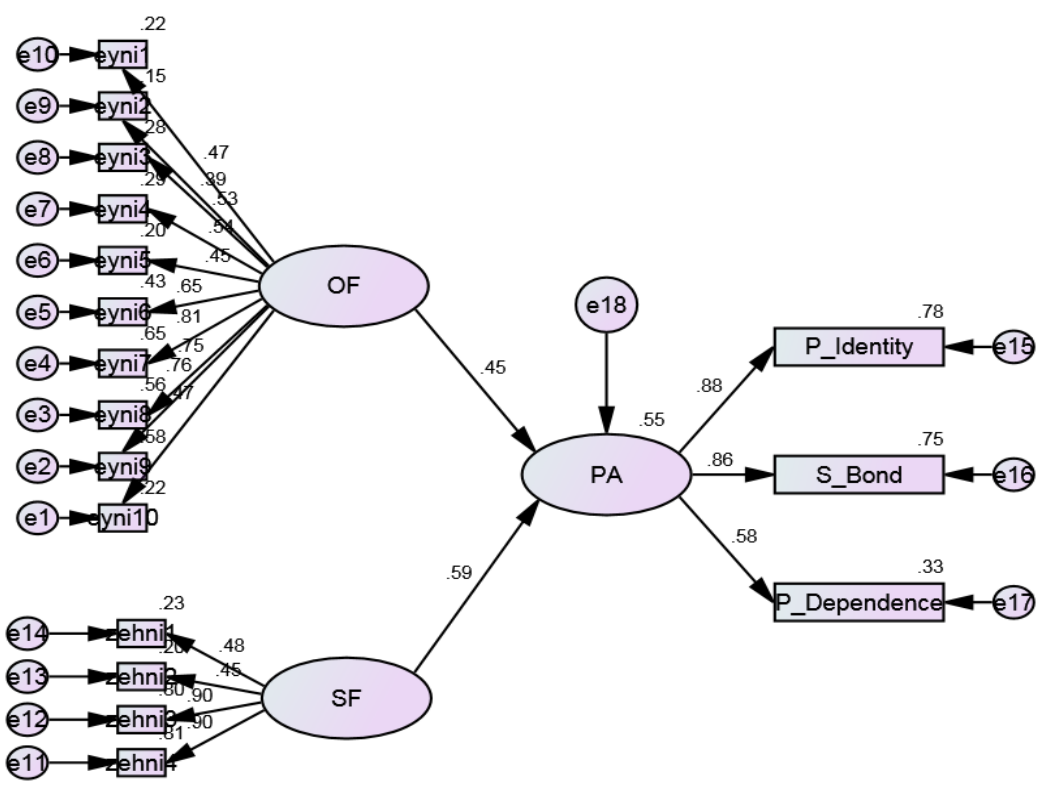 .22
e10
eyni1
.15
e9
eyni2
.28
e8
eyni3
.29
e7
eyni4
.20
e6
eyni5
.43
e5
eyni6
.65
e4
eyni7
.56
e3
eyni8
.58
e2
eyni9
.22
e1
eyni10
.47
.39
.53
.54
.45
.65
.81
.75
.76
.47
OF
.45
e18
.55
PA
.59
.88
.86
.58
.78
P_Identity
e15
.75
S_Bond
e16
.33
P_Dependence
e17
.23
e14
zehni1
.20
e13
zehni2
.80
e12
zehni3
.81
e11
zehni4
.48
.45
.90
.90
SF